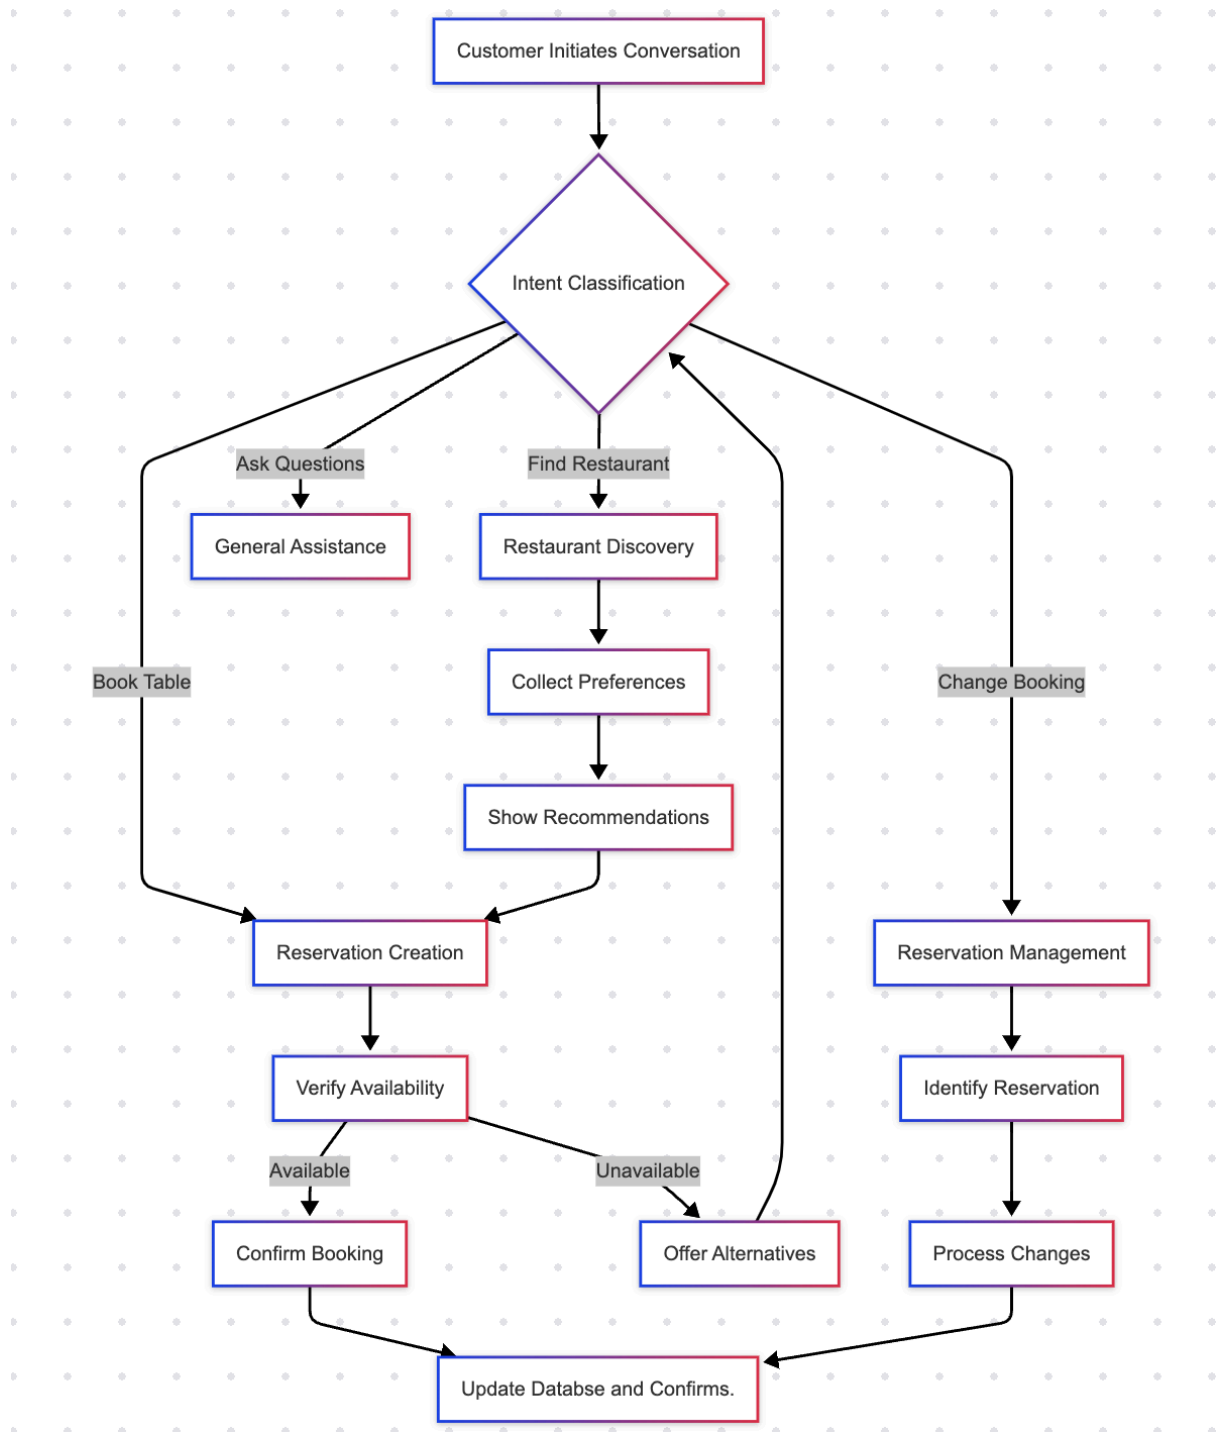 Customer Initiates Conversation
Intent Classification
Ask Questions
Find Restaurant
General Assistance
Restaurant Discovery
Book Table
Collect Preferences
Change Booking
Show Recommendations
Reservation Creation
Reservation Management
Verify Availability
Identify Reservation
Available
Unavailable
Confirm Booking
Offer Alternatives
Process Changes
Update Databse and Confirms.